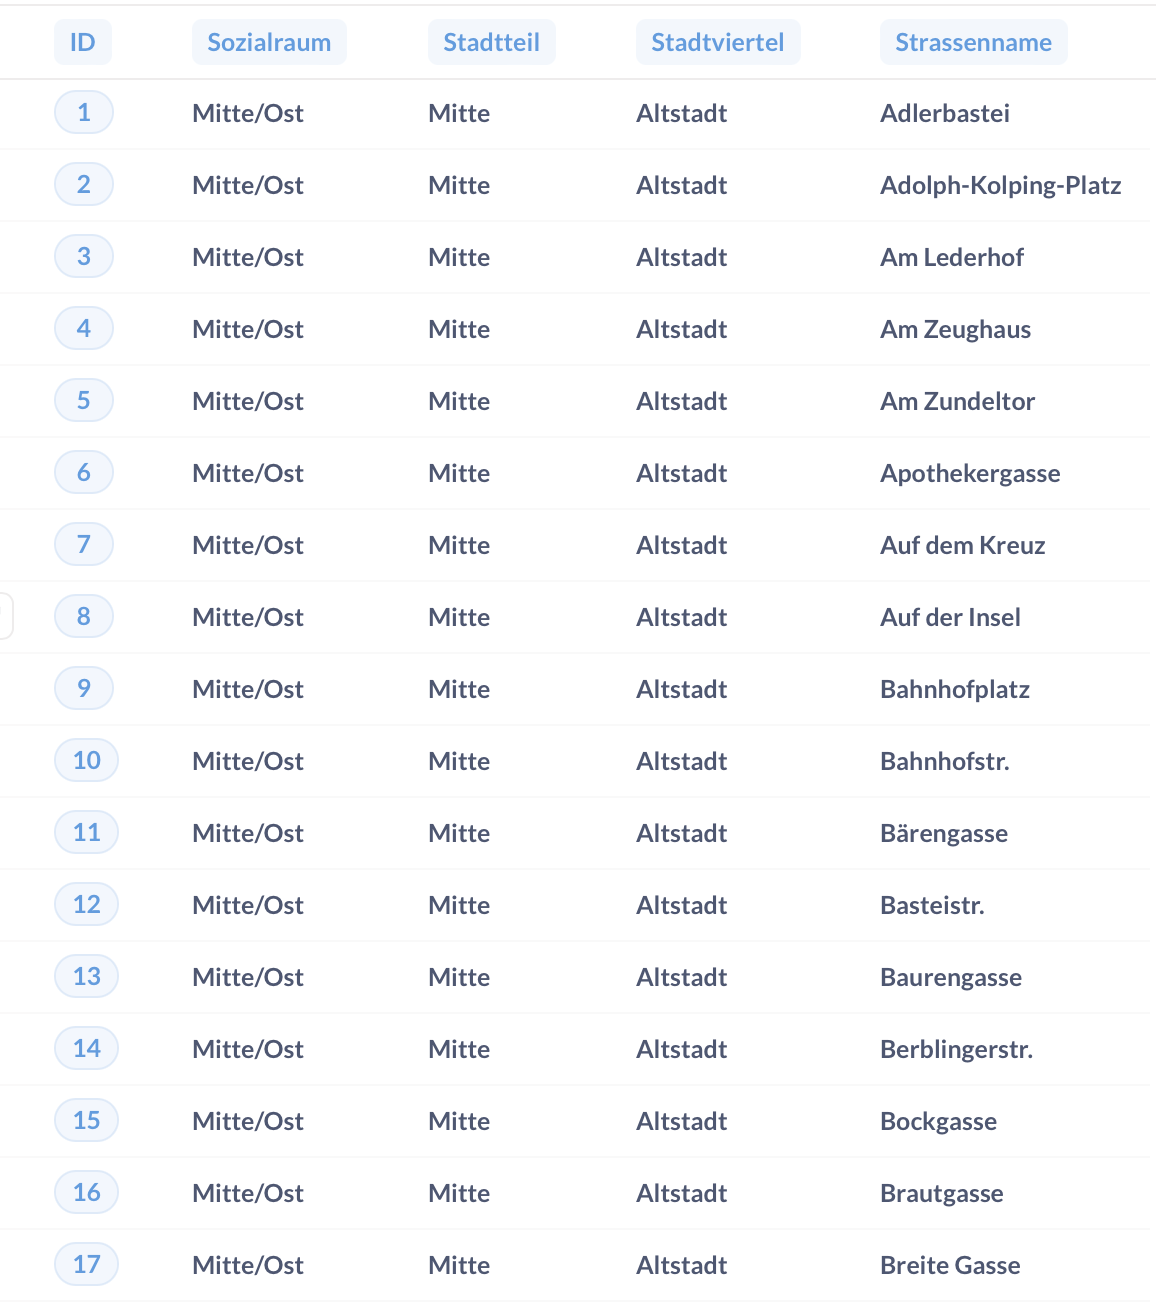 ID Sozialraum Stadtteil Stadtviertel Strassenname
1 Mitte/Ost Mitte Altstadt Adlerbastei
2 Mitte/Ost Mitte Altstadt Adolph-Kolping-Platz
3 Mitte/Ost Mitte Altstadt Am Lederhof
4 Mitte/Ost Mitte Altstadt Am Zeughaus
5 Mitte/Ost Mitte Altstadt Am Zundeltor
6 Mitte/Ost Mitte Altstadt Apothekergasse
7 Mitte/Ost Mitte Altstadt Auf dem Kreuz
8 Mitte/Ost Mitte Altstadt Auf der Insel
9 Mitte/Ost Mitte Altstadt Bahnhofplatz
10 Mitte/Ost Mitte Altstadt Bahnhofstr.
11 Mitte/Ost Mitte Altstadt Bärengasse
12 Mitte/Ost Mitte Altstadt Basteistr.
13 Mitte/Ost Mitte Altstadt Baurengasse
14 Mitte/Ost Mitte Altstadt Berblingerstr.
15 Mitte/Ost Mitte Altstadt Bockgasse
16 Mitte/Ost Mitte Altstadt Brautgasse
17 Mitte/Ost Mitte Altstadt Breite Gasse